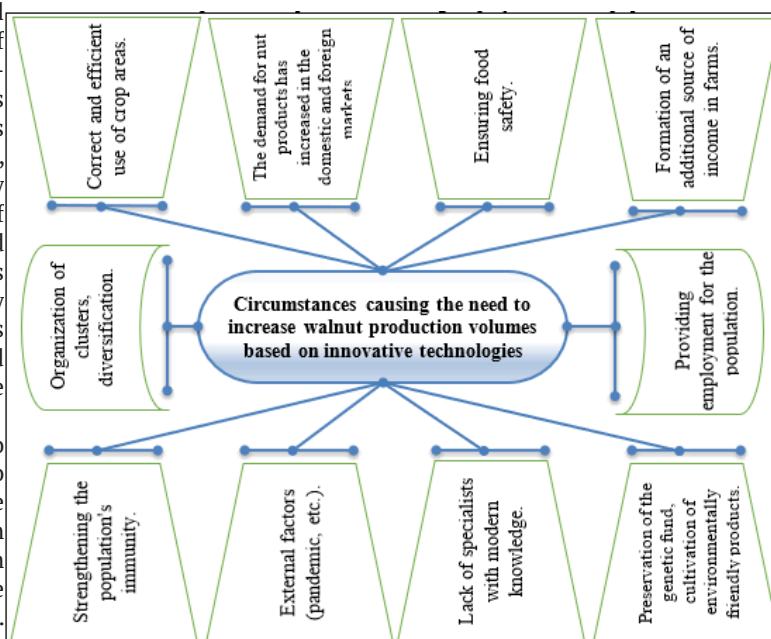 Correct and efficient
use of crop areas.
The demand for nut
products has
increased in the
domestic and foreign
markets
Ensuring food
safety.
Formation of an
additional source of
income in farms.
Organization of
clusters,
diversification.
Circumstances causing the need to
increase walnut production volumes
based on innovative technologies
Providing
employment for the
population.
Strengthening the
population's
immunity.
External factors
(pandemic, etc.).
Lack of specialists
with modern
knowledge.
Preservation of the
genetic fund,
cultivation of
environmentally
friendly products.